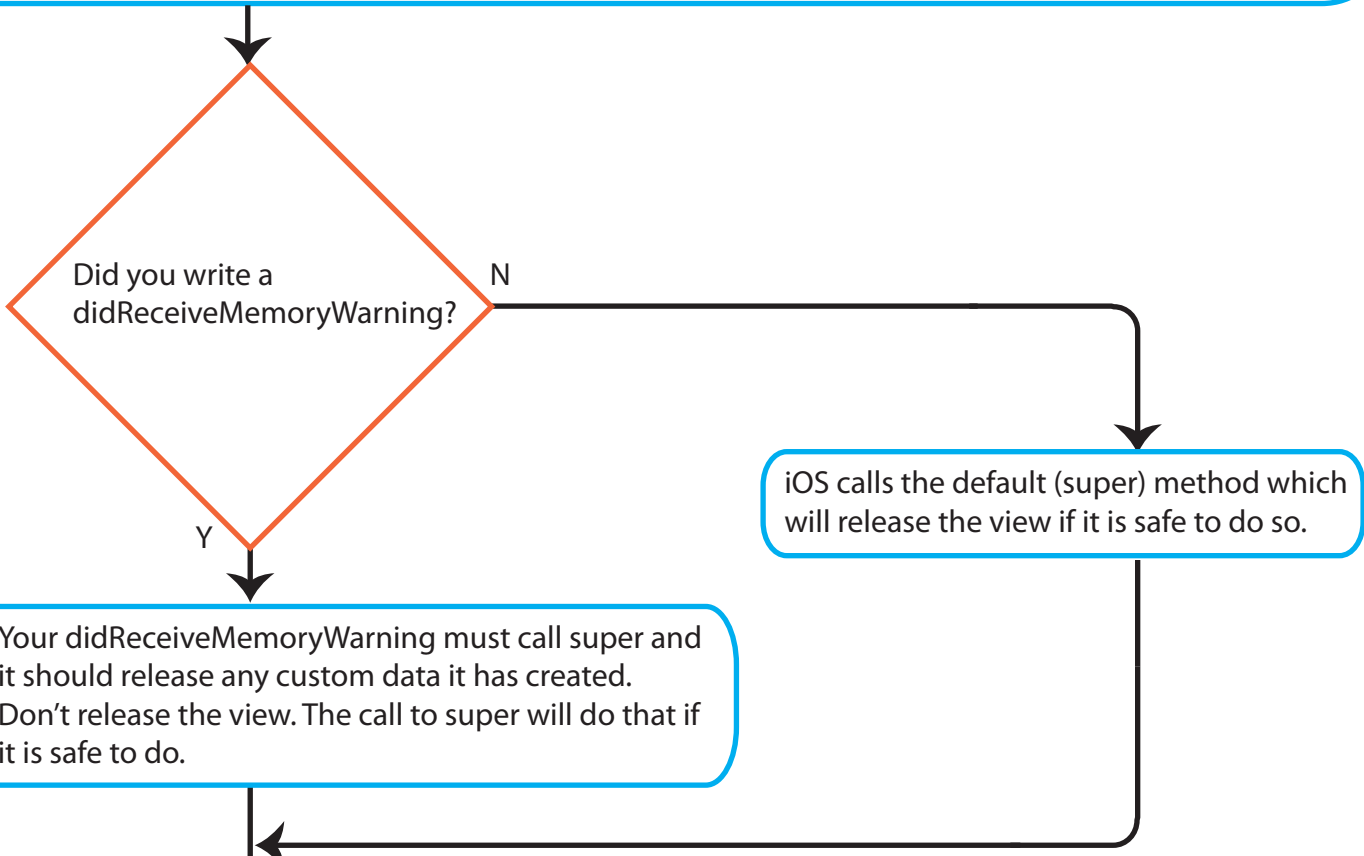 Did you write a
didReceiveMemoryWarning?
N
iOS calls the default (super) method which
will release the view if it is safe to do so.
Y
Your didReceiveMemoryWarning must call super and
it should release any custom data it has created.
Don’t release the view. The call to super will do that if
it is safe to do.